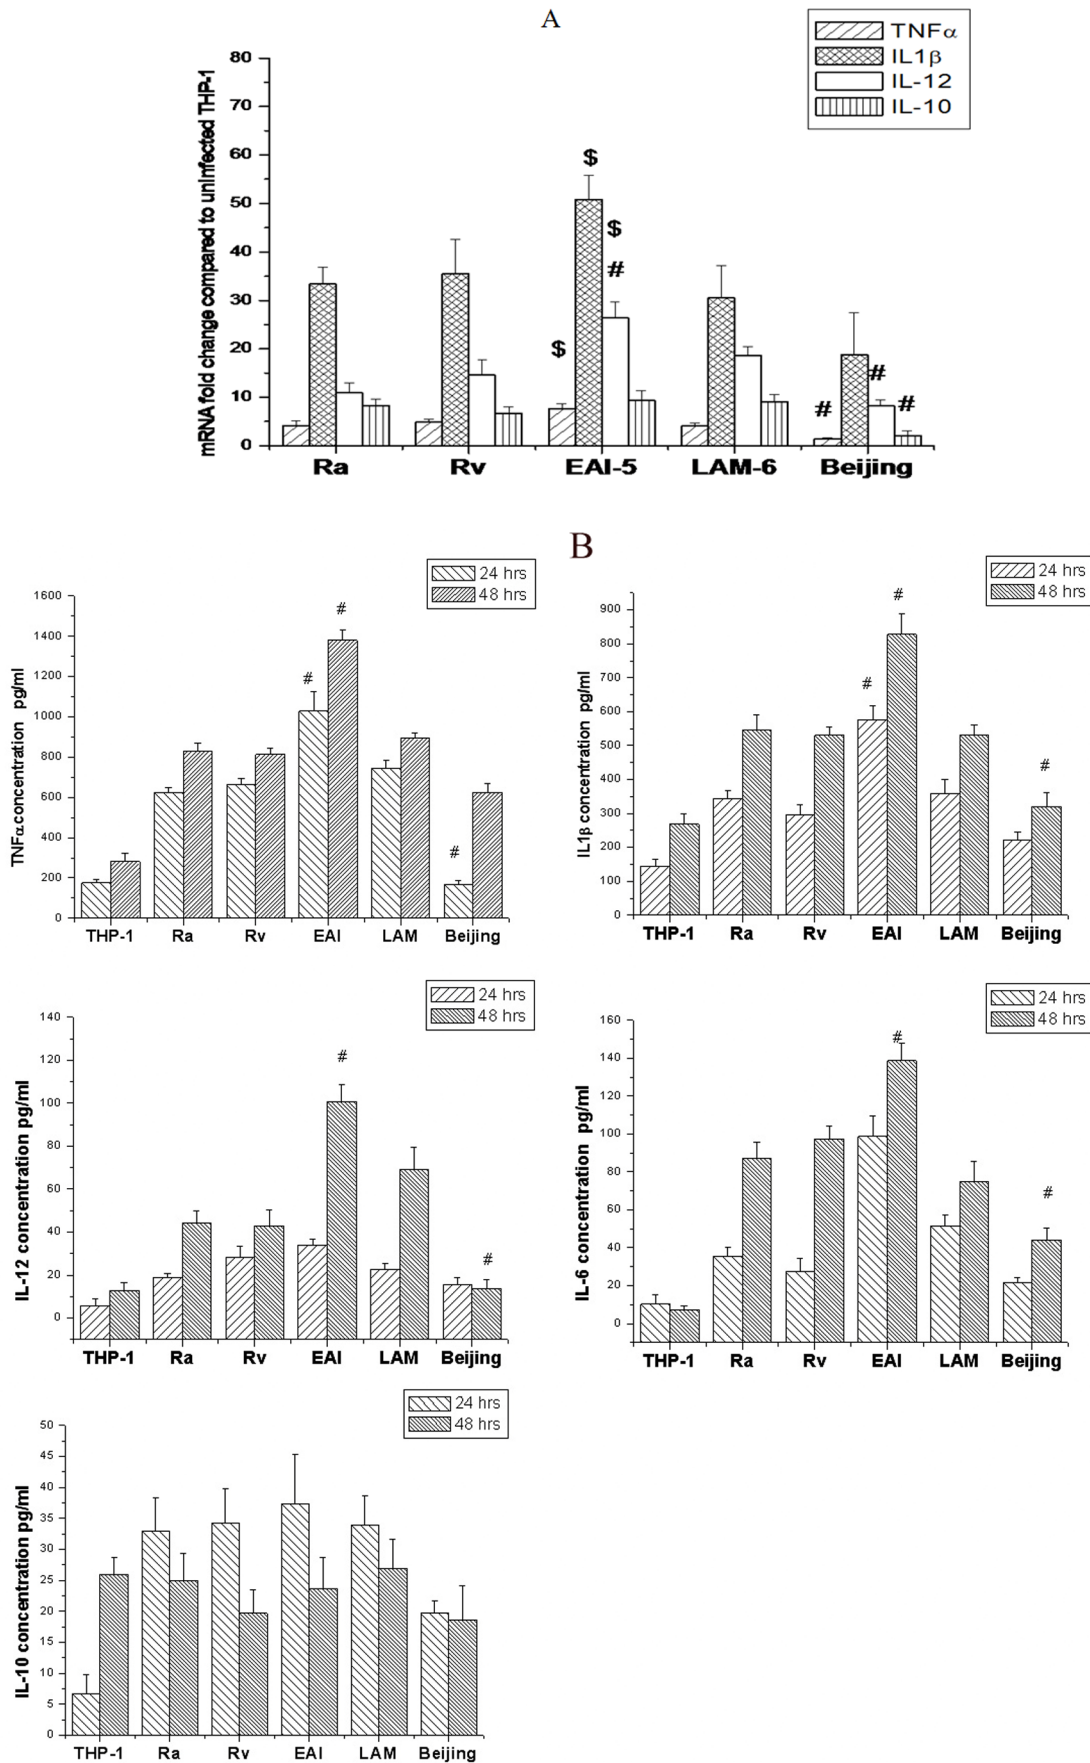 A
TNFα
IL1β
IL-12
IL-10
mRNA fold change compared to uninfected THP-1
80
70
60
50
40
30
20
10
0
$
$
#
$
#
#
#
Ra Rv EAI-5 LAM-6 Beijing
B
24 hrs
48 hrs
TNFα concentration pg/ml
1600
1400
1200
1000
800
600
400
200
0
#
#
#
THP-1 Ra Rv EAI LAM Beijing
24 hrs
48 hrs
IL1β concentration pg/ml
900
800
700
600
500
400
300
200
100
0
#
#
#
THP-1 Ra Rv EAI LAM Beijing
24 hrs
48 hrs
IL-12 concentration pg/ml
140
120
100
80
60
40
20
0
#
#
THP-1 Ra Rv EAI LAM Beijing
24 hrs
48 hrs
IL-6 concentration pg/ml
160
140
120
100
80
60
40
20
0
#
#
THP-1 Ra Rv EAI LAM Beijing
24 hrs
48 hrs
IL-10 concentration pg/ml
50
45
40
35
30
25
20
15
10
5
0
THP-1 Ra Rv EAI LAM Beijing